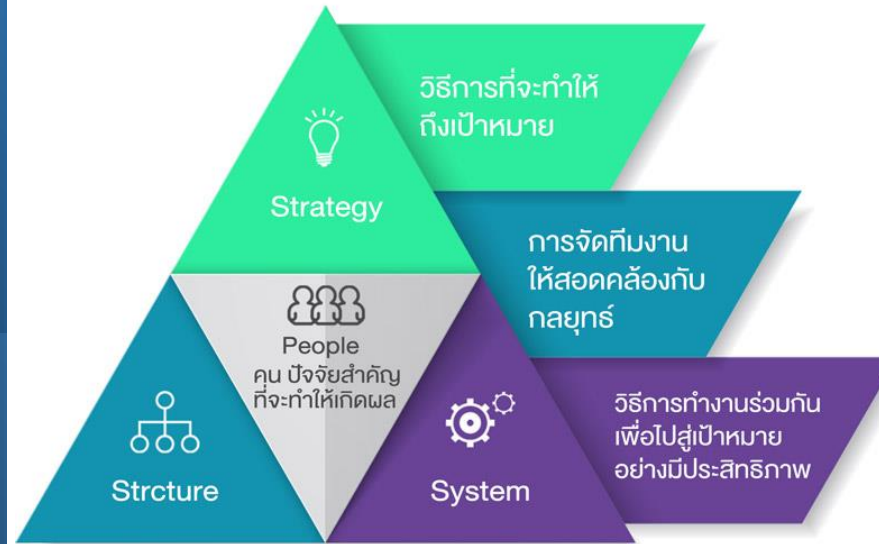 วิธีการที่จะทำให้
ถึงเป้าหมาย
Strategy
การจัดทีมงาน
ให้สอดคล้องกับ
กลยุทธ์
People
คน ปัจจัยสำคัญ
ที่จะทำให้เกิดผล
วิธีการทำงานร่วมกัน
เพื่อไปสู่เป้าหมาย
อย่างมีประสิทธิภาพ
Strcture
System